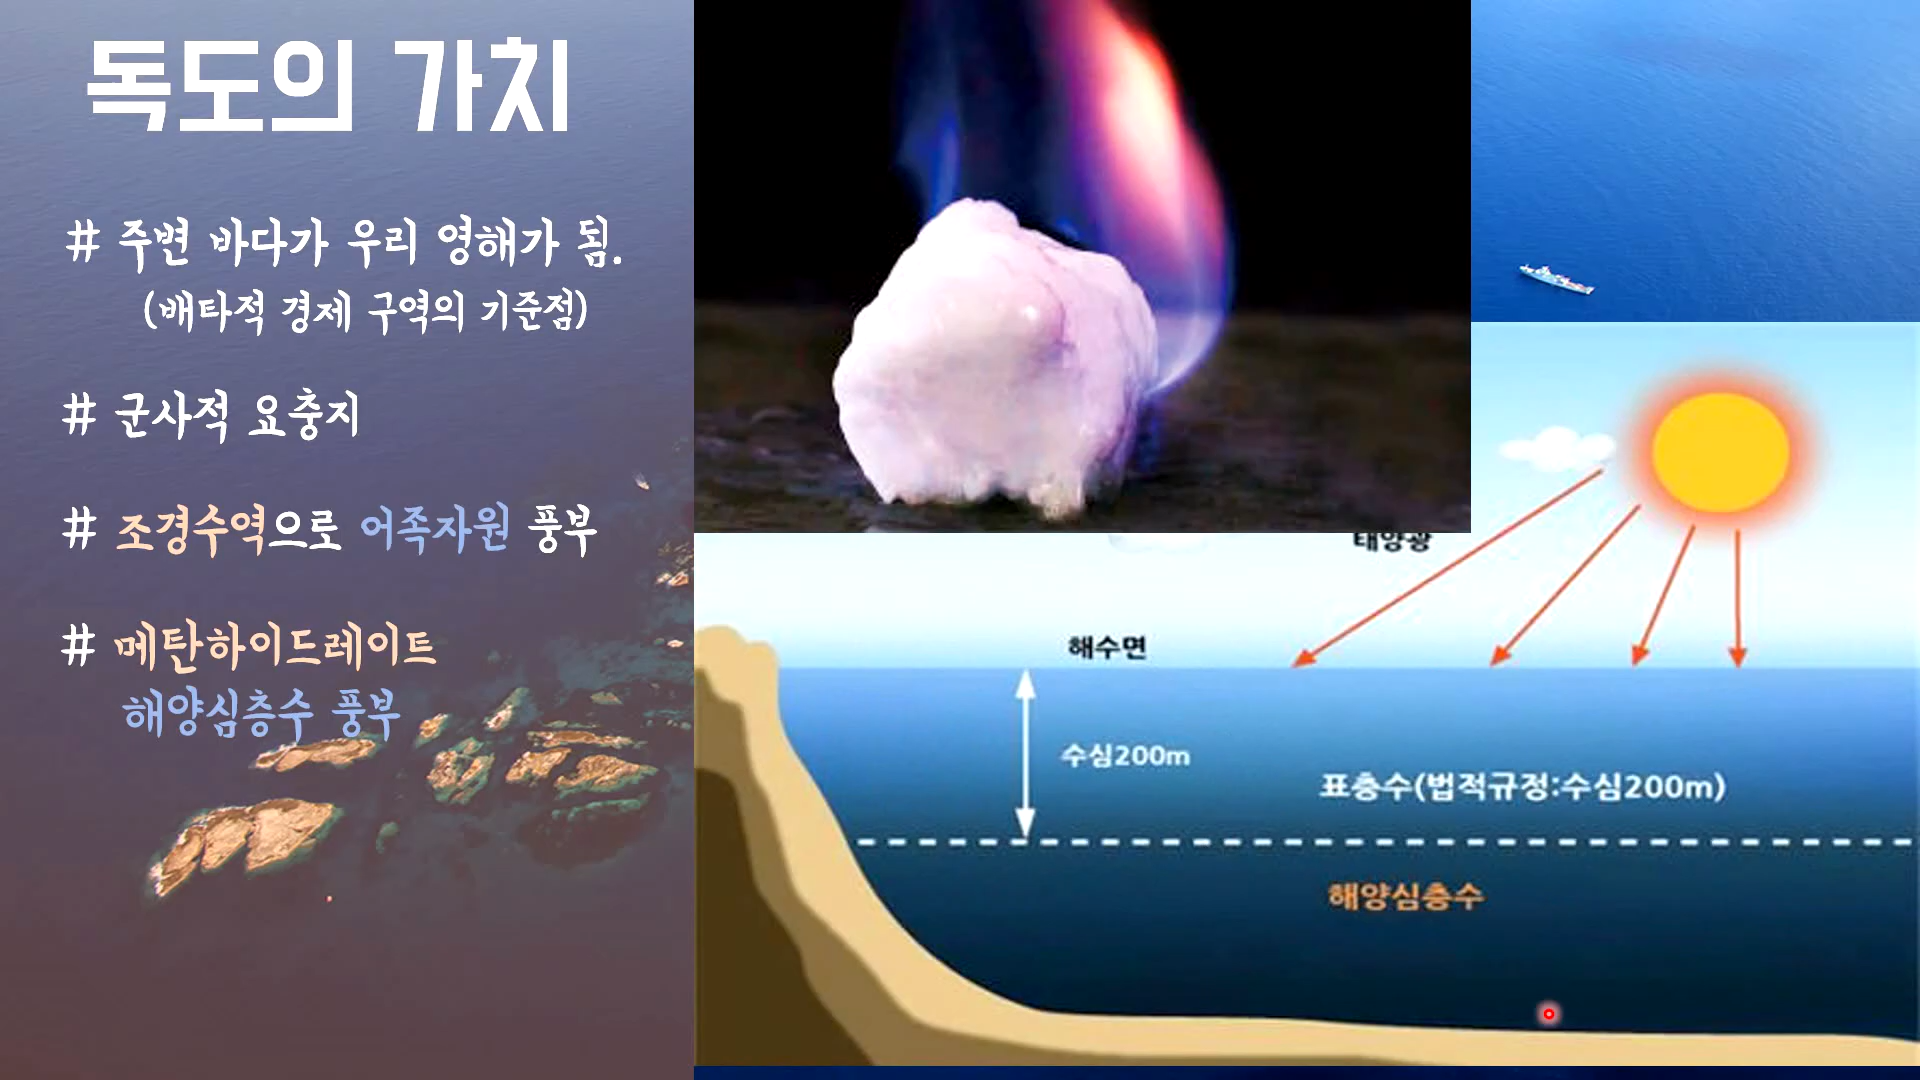 독도의 가치
# 주변 바다가 우리 영해가 됨.
(배타적 경제 구역의 기준점)
# 군사적 요충지
# 조경수역으로 어족자원 풍부
# 메탄하이드레이트
해양심층수 풍부
태양광
해수면
수심200m
표층수(법적규정:수심200m)
해양심층수